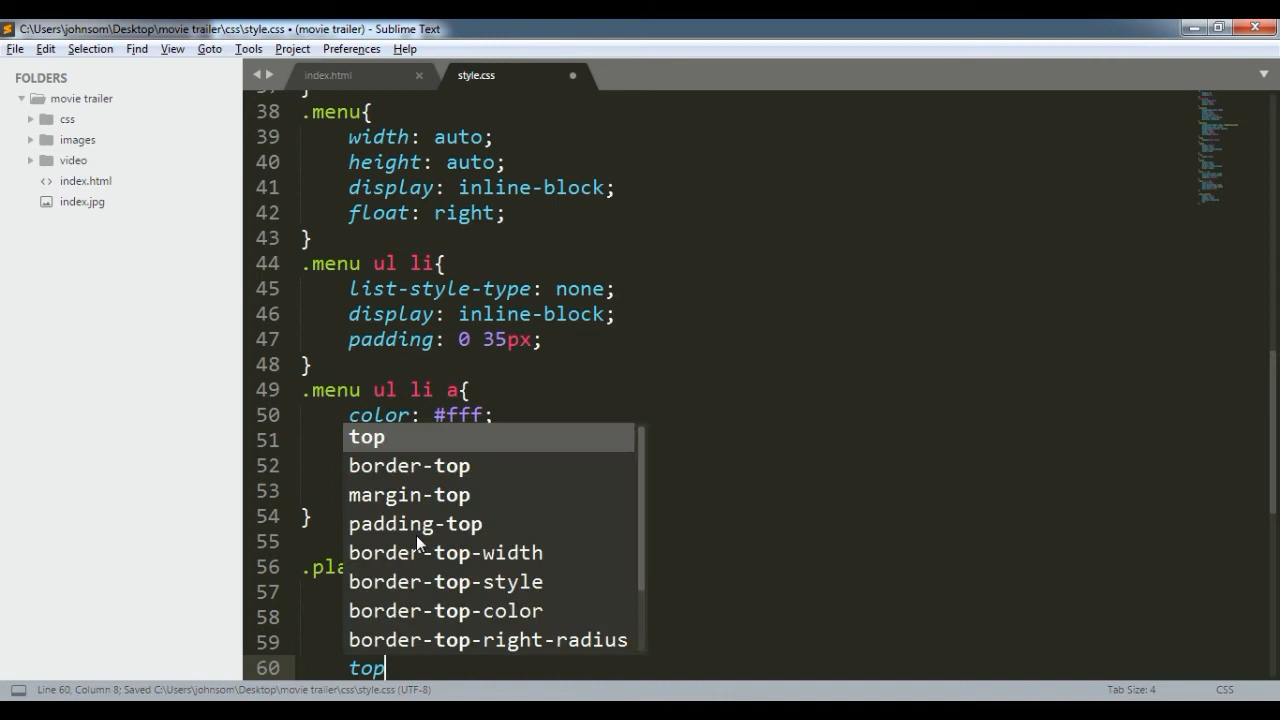 C:\Users\johnsom\Desktop\movie trailer\css\style.css • (movie trailer) - Sublime Text
File Edit Selection Find View Goto Tools Project Preferences Help
FOLDERS
movie trailer
css
images
video
index.html
index.jpg
index.html
style.css
38 .menu{
39 width: auto;
40 height: auto;
41 display: inline-block;
42 float: right;
43 }
44 .menu ul li{
45 list-style-type: none;
46 display: inline-block;
47 padding: 0 35px;
48 }
49 .menu ul li a{
50 color: #fff;
51
52
53
54 }
55
56 .pla
57
58
59
60 top
top
border-top
margin-top
padding-top
border-top-width
border-top-style
border-top-color
border-top-right-radius
Line 60, Column 8; Saved C:\Users\johnsom\Desktop\movie trailer\css\style.css (UTF-8)
Tab Size: 4
CSS